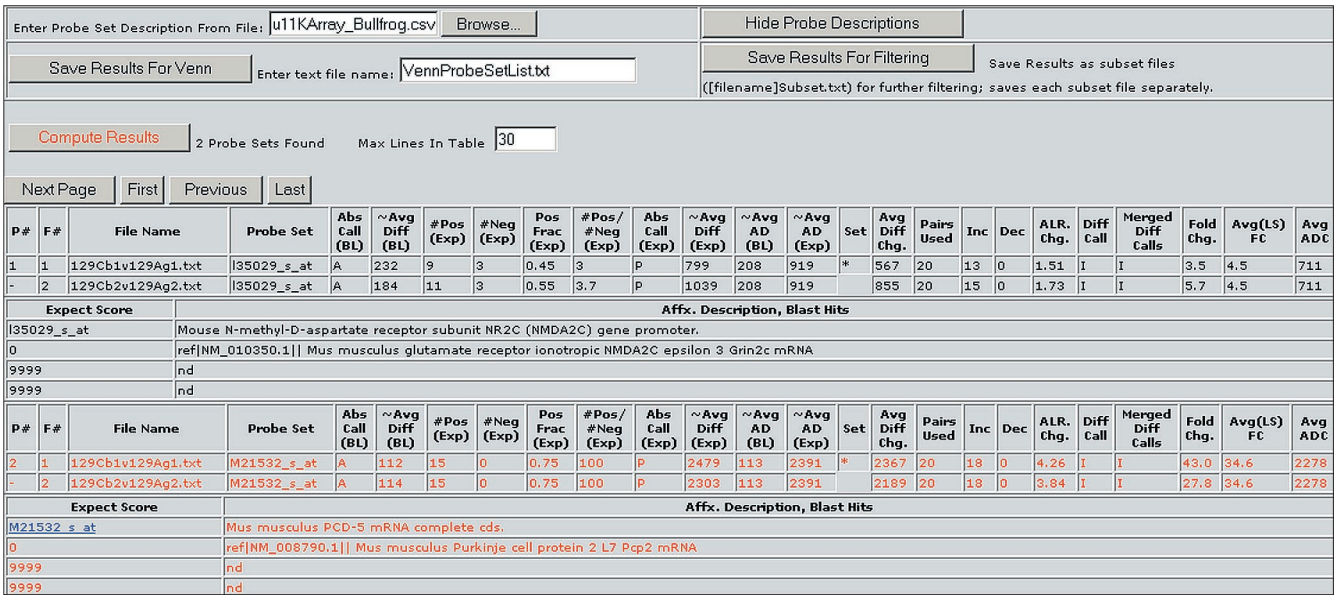 Enter Probe Set Description From File: u11KArray_Bullfrog.csv Browse... Hide Probe Descriptions
Save Results For Venn Enter text file name: VennProbeSetList.txt Save Results For Filtering Save Results as subset files
([filename]Subset.txt) for further filtering; saves each subset file separately.
Compute Results 2 Probe Sets Found Max Lines In Table 30
Next Page First Previous Last
P# F# File Name Probe Set Abs Call (BL) ~Avg Diff (BL) #Pos (Exp) #Neg (Exp) Pos Frac (Exp) #Pos/ #Neg (Exp) Abs Call (Exp) ~Avg Diff (Exp) ~Avg AD (BL) ~Avg AD (Exp) Set Avg Diff Chg. Pairs Used Inc Dec ALR. Chg. Diff Call Merged Diff Calls Fold Chg. Avg(LS) FC Avg ADC
1 1 129Cb1v129Ag1.txt l35029_s_at A 232 9 3 0.45 3 P 799 208 919 * 567 20 13 0 1.51 I I 3.5 4.5 711
- 2 129Cb2v129Ag2.txt l35029_s_at A 184 11 3 0.55 3.7 P 1039 208 919 855 20 15 0 1.73 I I 5.7 4.5 711
Expect Score Affx. Description, Blast Hits
l35029_s_at Mouse N-methyl-D-aspartate receptor subunit NR2C (NMDA2C) gene promoter.
0 ref|NM_010350.1|| Mus musculus glutamate receptor ionotropic NMDA2C epsilon 3 Grin2c mRNA
9999 nd
9999 nd
P# F# File Name Probe Set Abs Call (BL) ~Avg Diff (BL) #Pos (Exp) #Neg (Exp) Pos Frac (Exp) #Pos/ #Neg (Exp) Abs Call (Exp) ~Avg Diff (Exp) ~Avg AD (BL) ~Avg AD (Exp) Set Avg Diff Chg. Pairs Used Inc Dec ALR. Chg. Diff Call Merged Diff Calls Fold Chg. Avg(LS) FC Avg ADC
2 1 129Cb1v129Ag1.txt M21532_s_at A 112 15 0 0.75 100 P 2479 113 2391 * 2367 20 18 0 4.26 I I 43.0 34.6 2278
- 2 129Cb2v129Ag2.txt M21532_s_at A 114 15 0 0.75 100 P 2303 113 2391 2189 20 18 0 3.84 I I 27.8 34.6 2278
Expect Score Affx. Description, Blast Hits
M21532_s_at Mus musculus PCD-5 mRNA complete cds.
0 ref|NM_008790.1|| Mus musculus Purkinje cell protein 2 L7 Pcp2 mRNA
9999 nd
9999 nd